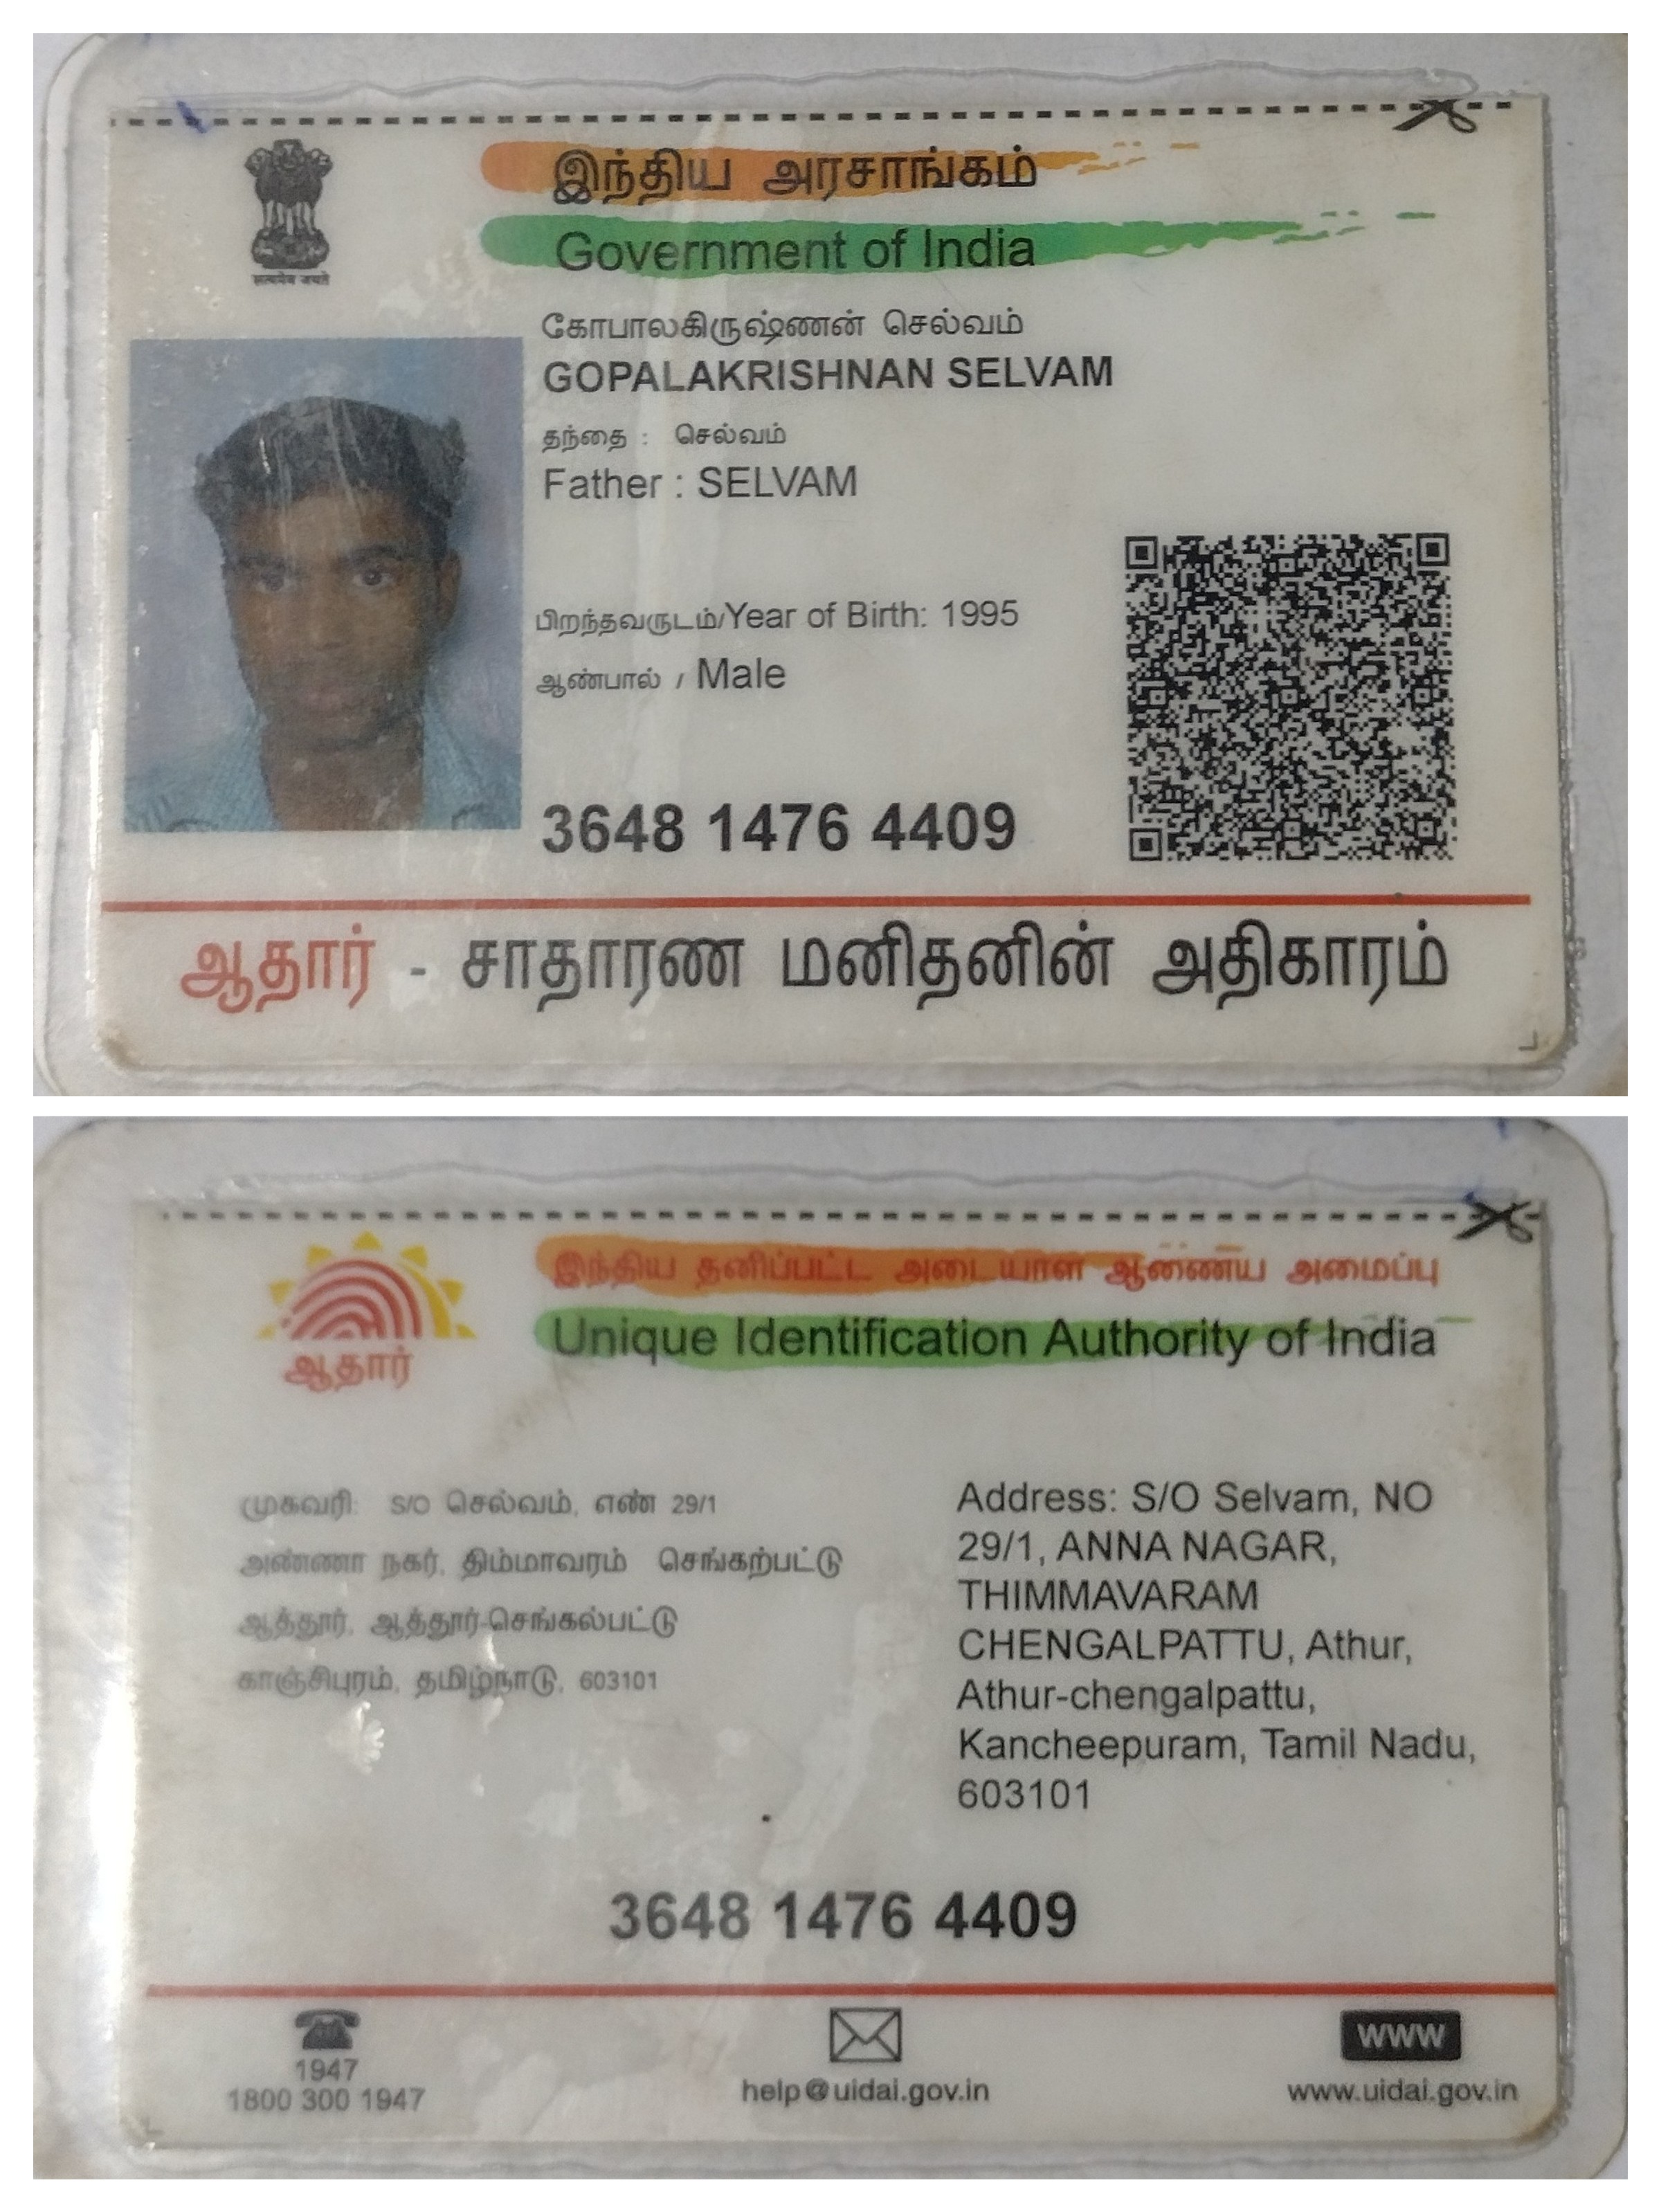 இந்திய அரசாங்கம்
Government of India
सत्यमेव जयते
கோபாலகிருஷ்ணன் செல்வம்
GOPALAKRISHNAN SELVAM
தந்தை : செல்வம்
Father : SELVAM
பிறந்தவருடம்/Year of Birth: 1995
ஆண்பால் / Male
3648 1476 4409
ஆதார் - சாதாரண மனிதனின் அதிகாரம்
இந்திய தனிப்பட்ட அடையாள ஆணைய அமைப்பு
Unique Identification Authority of India
ஆதார்
முகவரி: S/O செல்வம், எண் 29/1
அண்ணா நகர், திம்மாவரம் செங்கற்பட்டு
ஆத்தூர், ஆத்தூர்-செங்கல்பட்டு
காஞ்சிபுரம், தமிழ்நாடு, 603101
Address: S/O Selvam, NO
29/1, ANNA NAGAR,
THIMMAVARAM
CHENGALPATTU, Athur,
Athur-chengalpattu,
Kancheepuram, Tamil Nadu,
603101
3648 1476 4409
1947
1800 300 1947
help@uidai.gov.in
WWW
www.uidai.gov.in